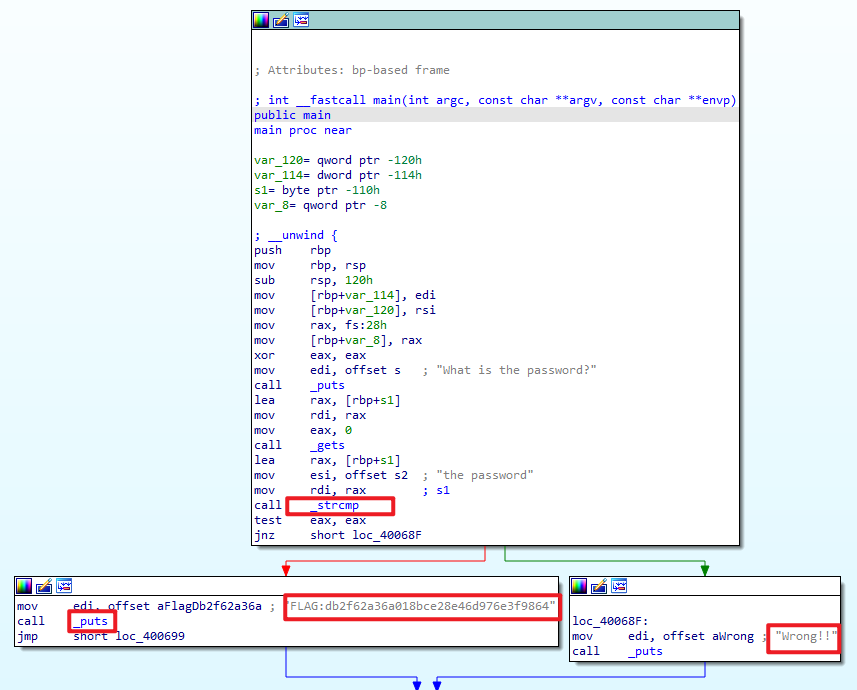 ; Attributes: bp-based frame
; int __fastcall main(int argc, const char **argv, const char **envp)
public main
main proc near
var_120= qword ptr -120h
var_114= dword ptr -114h
s1= byte ptr -110h
var_8= qword ptr -8
; __unwind {
push rbp
mov rbp, rsp
sub rsp, 120h
mov [rbp+var_114], edi
mov [rbp+var_120], rsi
mov rax, fs:28h
mov [rbp+var_8], rax
xor eax, eax
mov edi, offset s ; "What is the password?"
call _puts
lea rax, [rbp+s1]
mov rdi, rax
mov eax, 0
call _gets
lea rax, [rbp+s1]
mov esi, offset s2 ; "the password"
mov rdi, rax ; s1
call _strcmp
test eax, eax
jnz short loc_40068F
mov edi, offset aFlagDb2f62a36a ; "FLAG:db2f62a36a018bce28e46d976e3f9864"
call _puts
jmp short loc_400699
loc_40068F:
mov edi, offset aWrong ; "Wrong!!"
call _puts